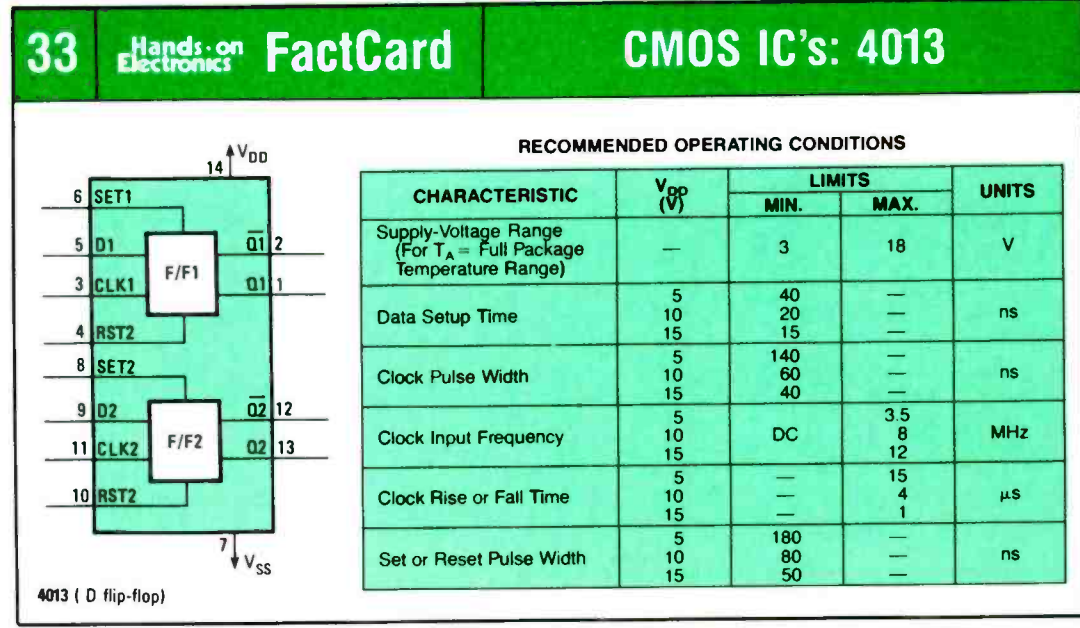 33 Hands-on Electronics FactCard CMOS IC's: 4013
14 VDD
6 SET1
5 D1 Q̅1̅ 2
F/F1
3 CLK1 Q1 1
4 RST2
8 SET2
9 D2 Q̅2̅ 12
F/F2
11 CLK2 Q2 13
10 RST2
7 VSS
4013 ( D flip-flop)
RECOMMENDED OPERATING CONDITIONS
CHARACTERISTIC VDD (V) LIMITS UNITS
MIN. MAX.
Supply-Voltage Range
(For TA = Full Package — 3 18 V
Temperature Range)
5 40 —
Data Setup Time 10 20 — ns
15 15 —
5 140 —
Clock Pulse Width 10 60 — ns
15 40 —
5 3.5
Clock Input Frequency 10 DC 8 MHz
15 12
5 — 15
Clock Rise or Fall Time 10 — 4 µs
15 — 1
5 180 —
Set or Reset Pulse Width 10 80 — ns
15 50 —